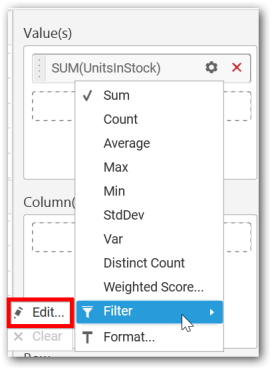 Value(s)
SUM(UnitsInStock)
Sum
Count
Average
Max
Min
StdDev
Var
Distinct Count
Weighted Score...
Column(
Edit...
Filter
Clear
Format...